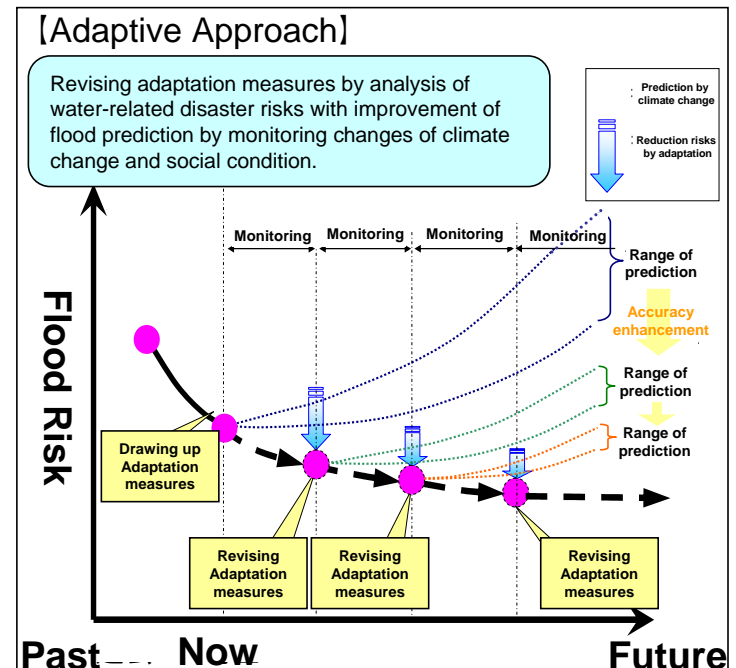 【Adaptive Approach】
Revising adaptation measures by analysis of
water-related disaster risks with improvement of
flood prediction by monitoring changes of climate
change and social condition.
: Prediction by
climate change
: Reduction risks
by adaptation
Monitoring Monitoring Monitoring Monitoring
Range of
prediction
Accuracy
enhancement
Range of
prediction
Range of
prediction
Flood Risk
Drawing up
Adaptation
measures
Revising
Adaptation
measures
Revising
Adaptation
measures
Revising
Adaptation
measures
Past Now Future